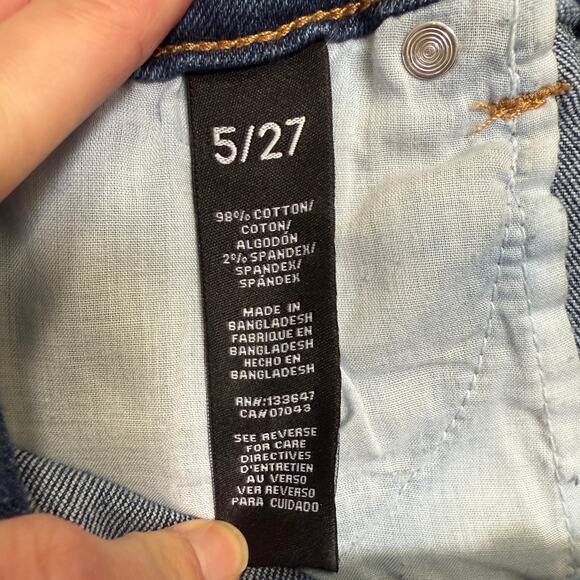 5/27
98% COTTON/
COTON/
ALGODÓN
2% SPANDEX/
SPANDEX/
SPÁNDEX
MADE IN
BANGLADESH
FABRIQUE EN
BANGLADESH
HECHO EN
BANGLADESH
RN#:133647
CA#07043
SEE REVERSE
FOR CARE
DIRECTIVES
D'ENTRETIEN
AU VERSO
VER REVERSO
PARA CUIDADO